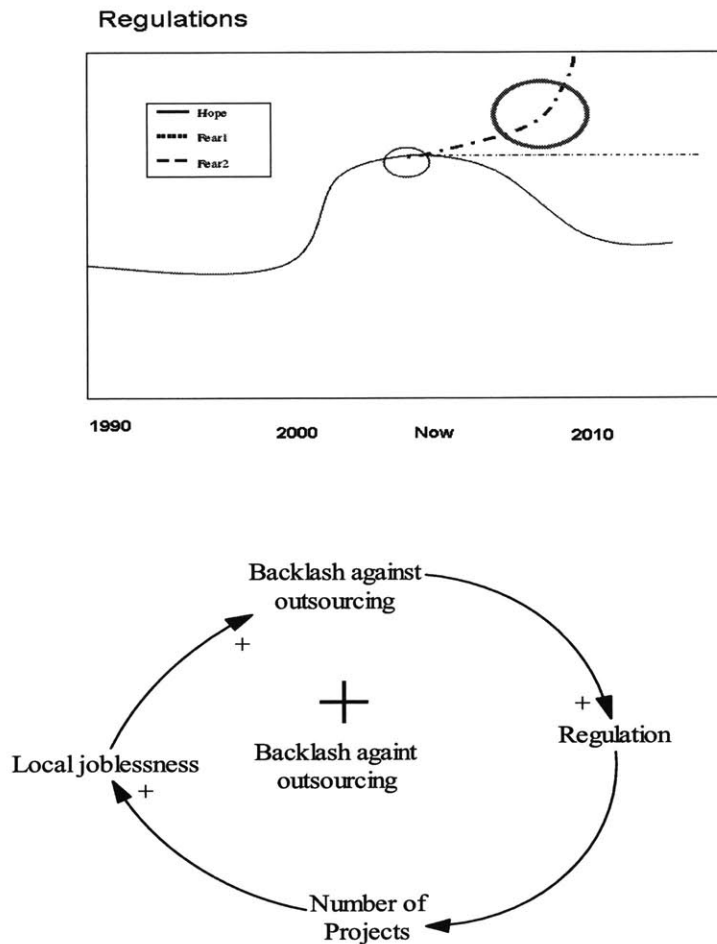 Regulations
Hope
Fear1
Fear2
1990
2000
Now
2010
Backlash against
outsourcing
+
+
+
Backlash againt
outsourcing
Regulation
Local joblessness
+
Number of
Projects